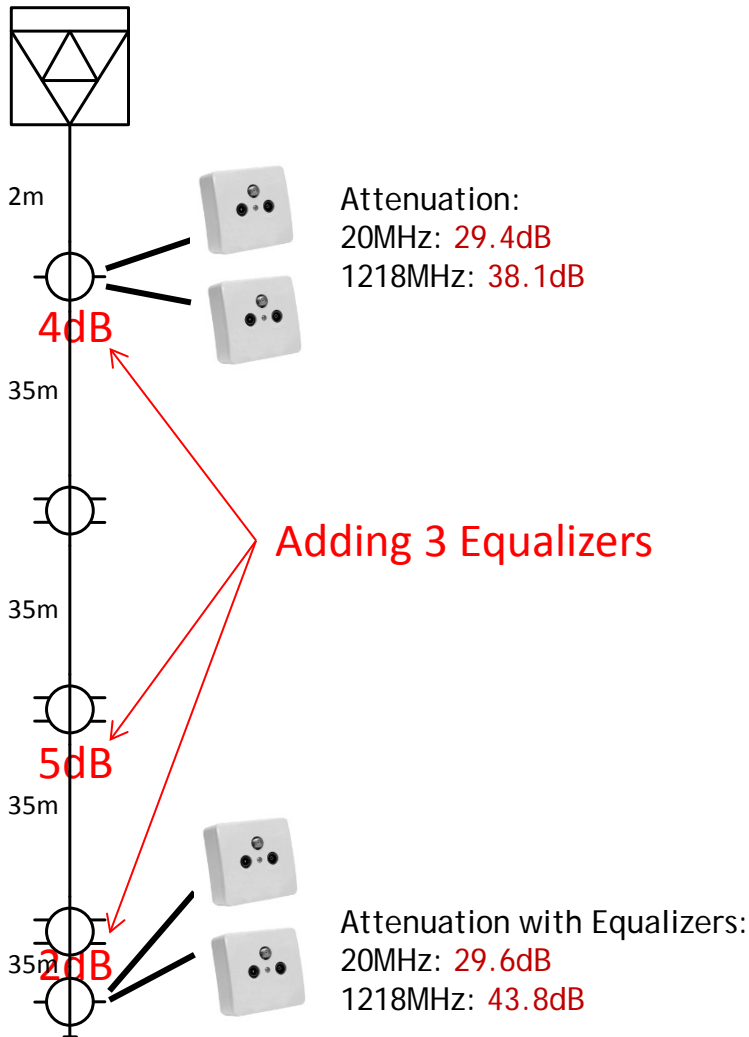 2m
Attenuation:
20MHz: 29.4dB
1218MHz: 38.1dB
4dB
35m
Adding 3 Equalizers
35m
5dB
35m
35m
2dB
Attenuation with Equalizers:
20MHz: 29.6dB
1218MHz: 43.8dB